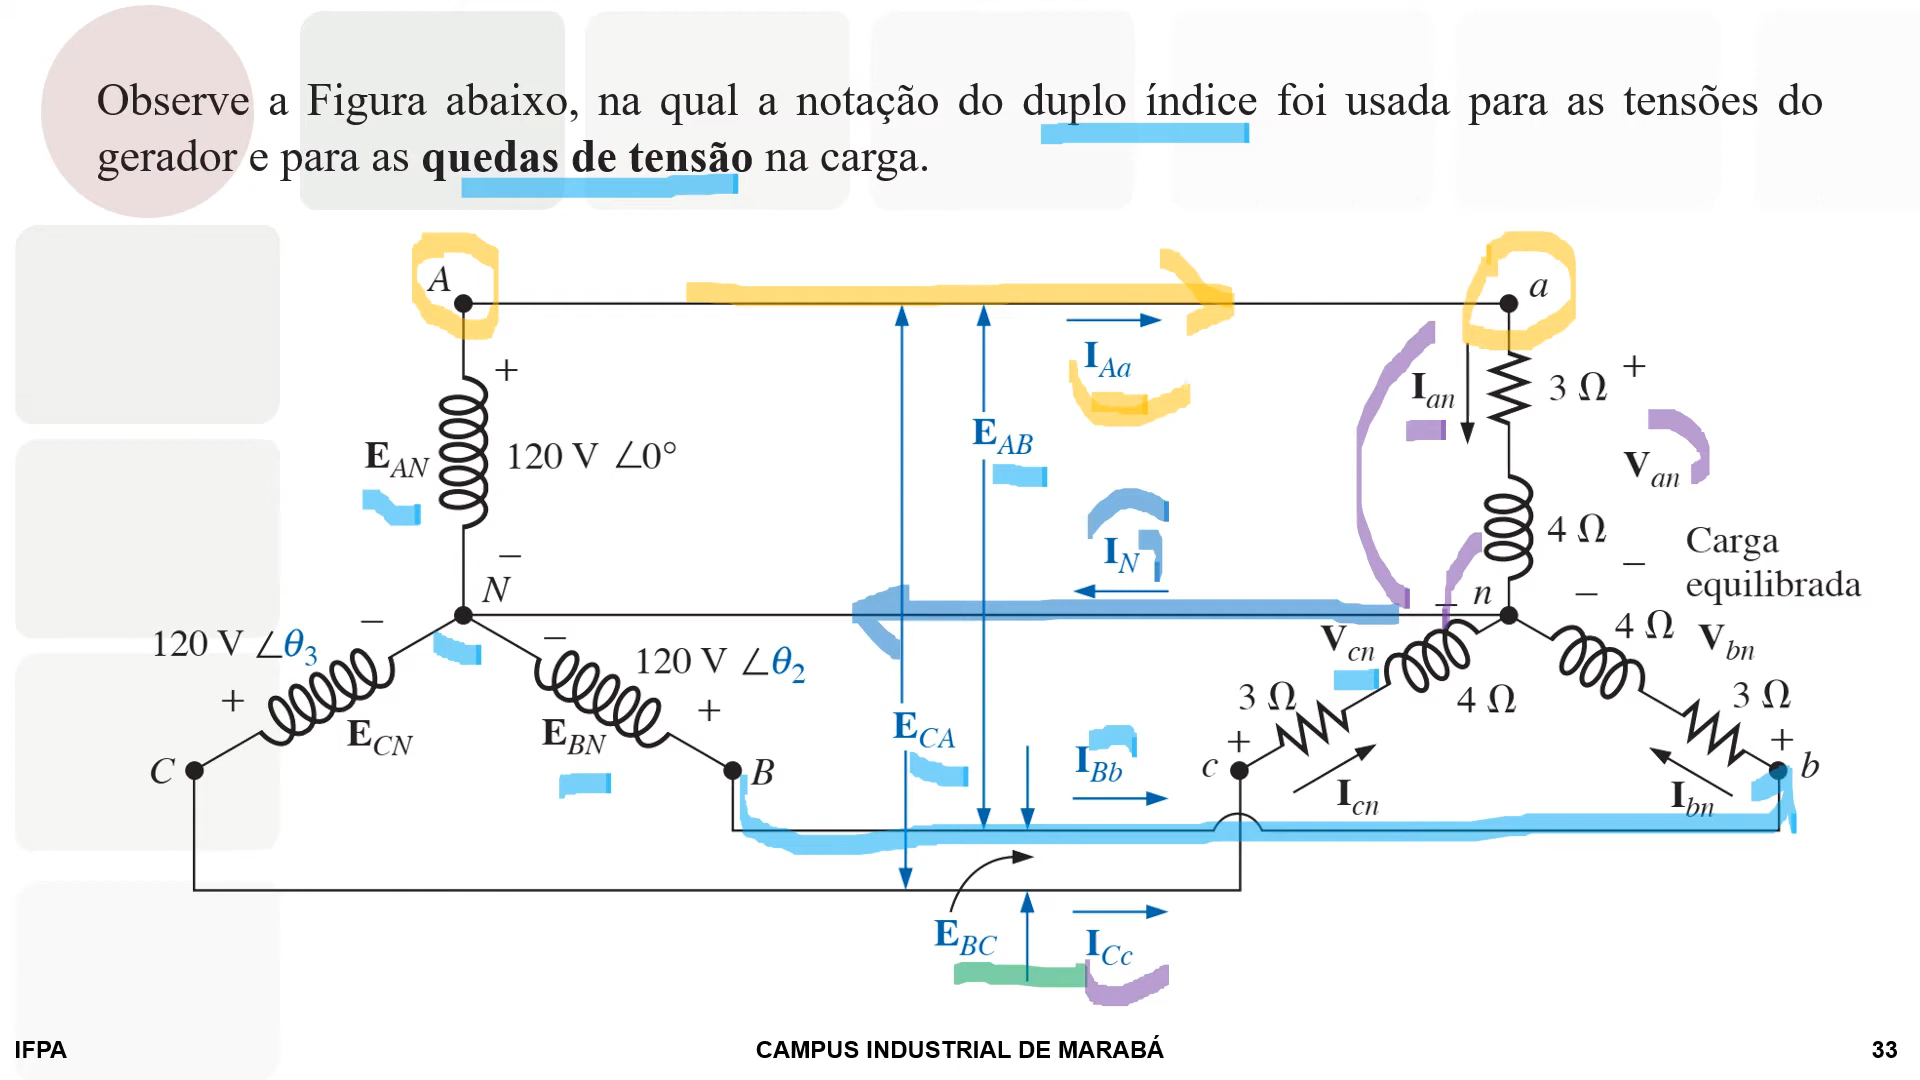 Observe a Figura abaixo, na qual a notação do duplo índice foi usada para as tensões do
gerador e para as quedas de tensão na carga.
A
a
+
I_Aa
I_an
3 Ω
+
E_AN
120 V ∠0°
E_AB
V_an
−
N
I_N
4 Ω
−
Carga
equilibrada
n
−
−
120 V ∠θ₃
−
−
120 V ∠θ₂
V_cn
4 Ω
V_bn
+
E_CN
E_BN
+
E_CA
3 Ω
4 Ω
3 Ω
C
B
I_Bb
+
c
I_cn
I_bn
+
b
E_BC
I_Cc
IFPA
CAMPUS INDUSTRIAL DE MARABÁ
33